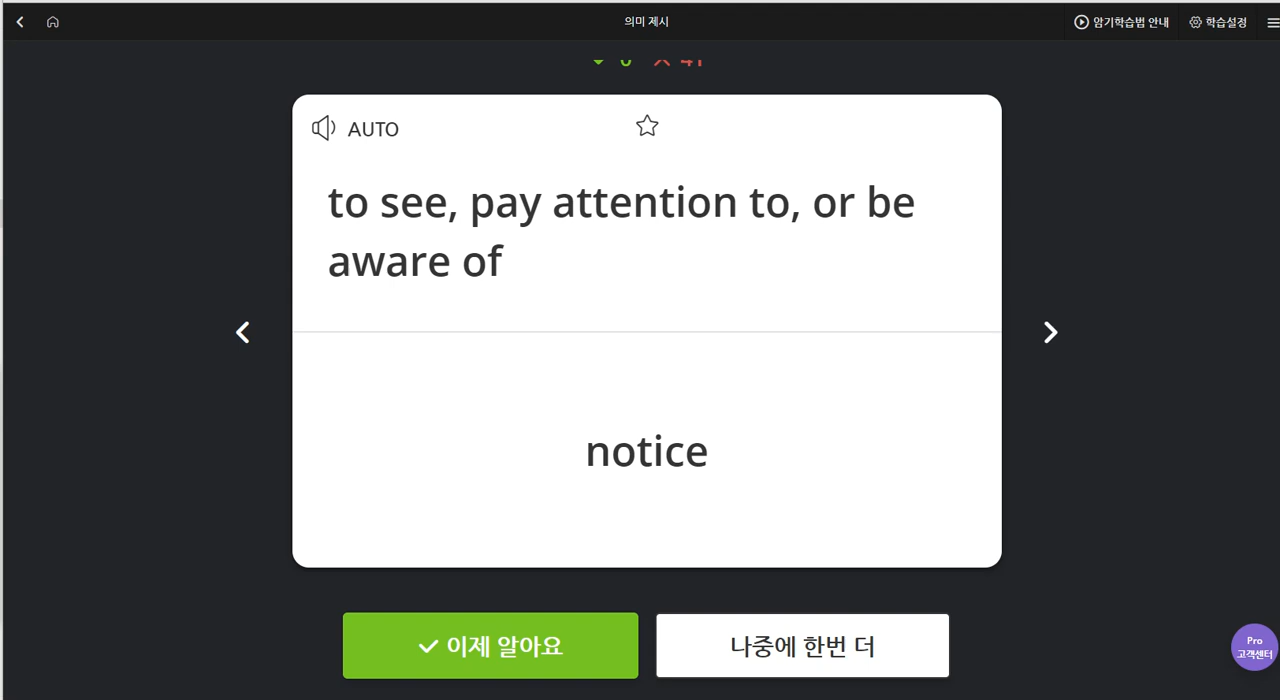 의미 제시
암기학습법 안내
학습설정
AUTO
to see, pay attention to, or be
aware of
notice
이제 알아요
나중에 한번 더
Pro
고객센터